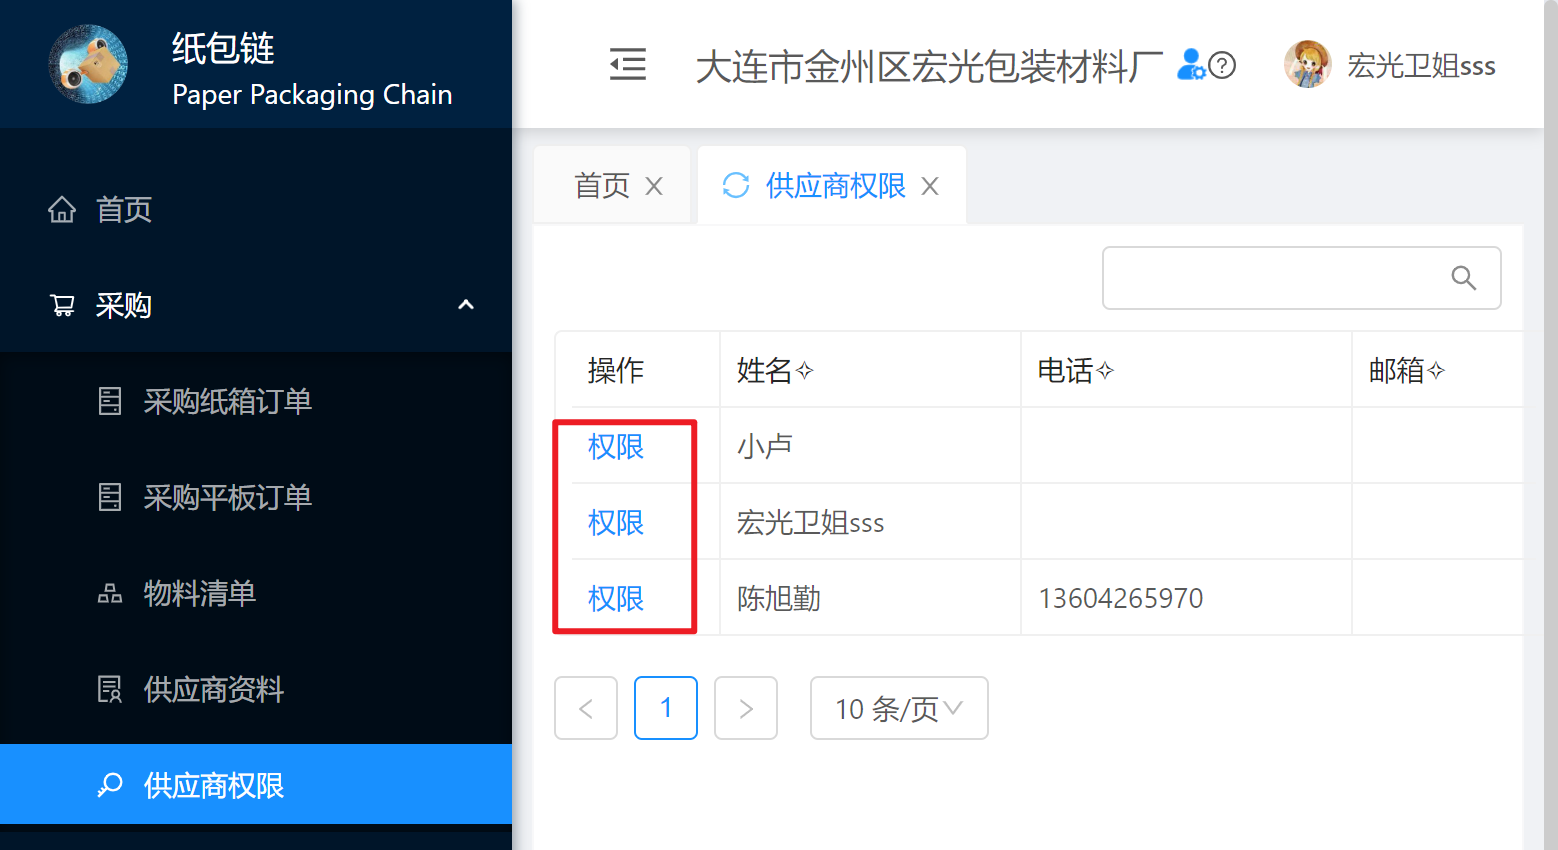 纸包链
Paper Packaging Chain
大连市金州区宏光包装材料厂
宏光卫姐sss
首页
采购
采购纸箱订单
采购平板订单
物料清单
供应商资料
供应商权限
首页 X
供应商权限 X
操作 姓名 电话 邮箱
权限 小卢
权限 宏光卫姐sss
权限 陈旭勤 13604265970
< 1 > 10 条/页